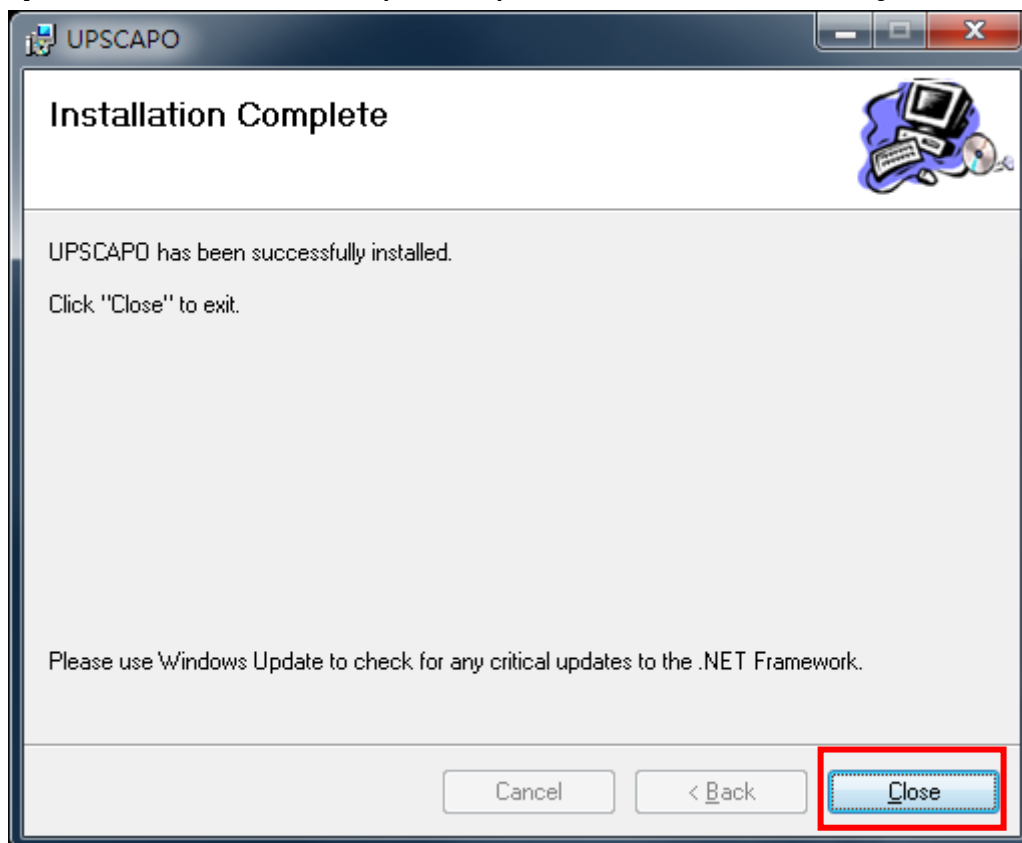 UPSCAPO
Installation Complete
UPSCAPO has been successfully installed.
Click "Close" to exit.
Please use Windows Update to check for any critical updates to the .NET Framework.
Cancel
< Back
Close